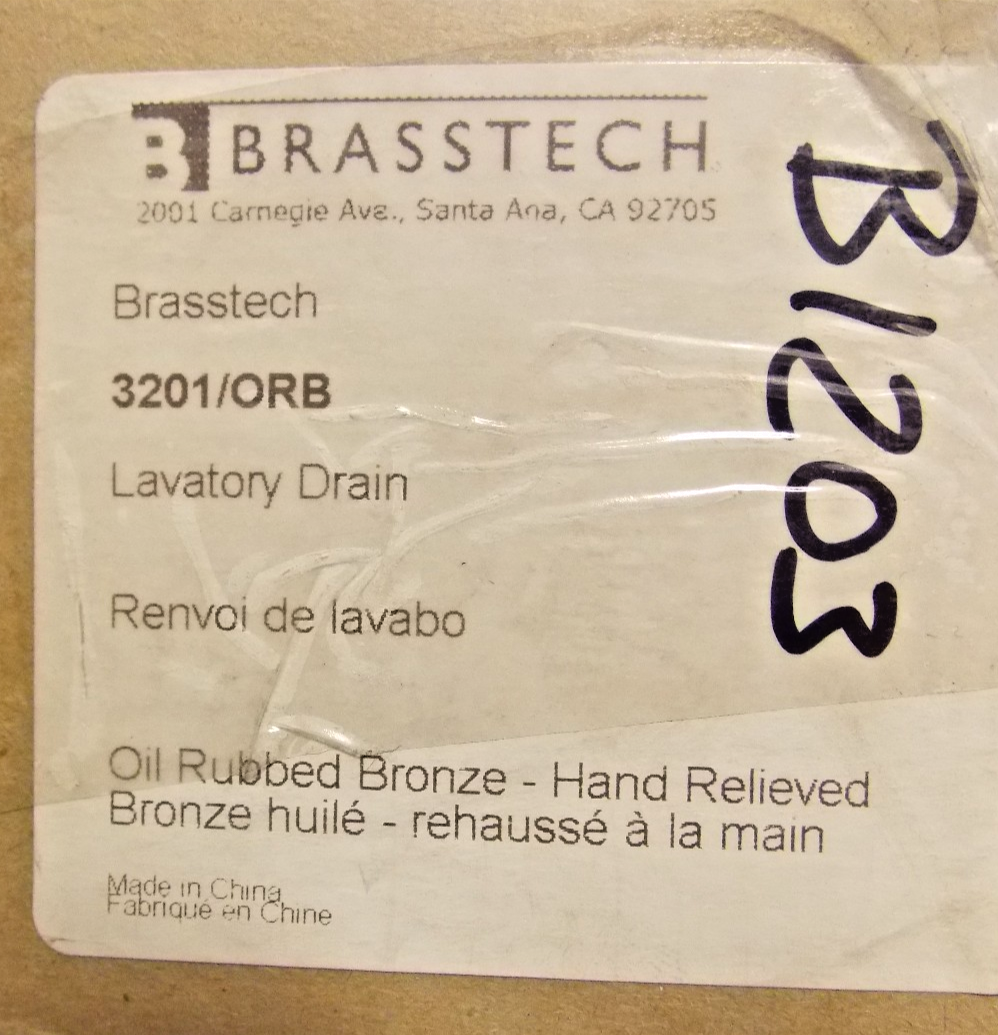 B BRASSTECH
2001 Carnegie Ave., Santa Ana, CA 92705
Brasstech
3201/ORB
Lavatory Drain
Renvoi de lavabo
Oil Rubbed Bronze - Hand Relieved
Bronze huilé - rehaussé à la main
Made in China
Fabriqué en Chine
B1203